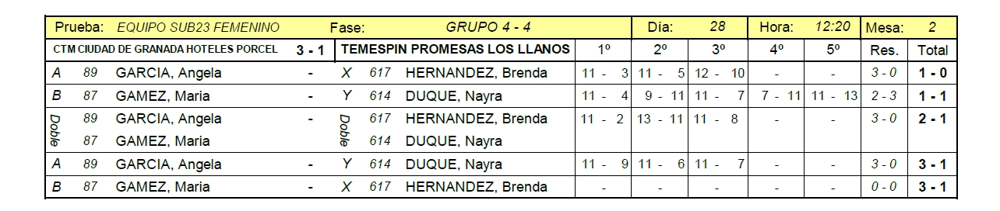 Prueba: EQUIPO SUB23 FEMENINO Fase: GRUPO 4 - 4 Día: 28 Hora: 12:20 Mesa: 2
CTM CIUDAD DE GRANADA HOTELES PORCEL 3 - 1 TEMESPIN PROMESAS LOS LLANOS 1º 2º 3º 4º 5º Res. Total
A 89 GARCIA, Angela - X 617 HERNANDEZ, Brenda 11 - 3 11 - 5 12 - 10 - - 3 - 0 1 - 0
B 87 GAMEZ, Maria - Y 614 DUQUE, Nayra 11 - 4 9 - 11 11 - 7 7 - 11 11 - 13 2 - 3 1 - 1
Doble 89 GARCIA, Angela - Doble 617 HERNANDEZ, Brenda 11 - 2 13 - 11 11 - 8 - - 3 - 0 2 - 1
87 GAMEZ, Maria 614 DUQUE, Nayra
A 89 GARCIA, Angela - Y 614 DUQUE, Nayra 11 - 9 11 - 6 11 - 7 - - 3 - 0 3 - 1
B 87 GAMEZ, Maria - X 617 HERNANDEZ, Brenda - - - - - 0 - 0 3 - 1